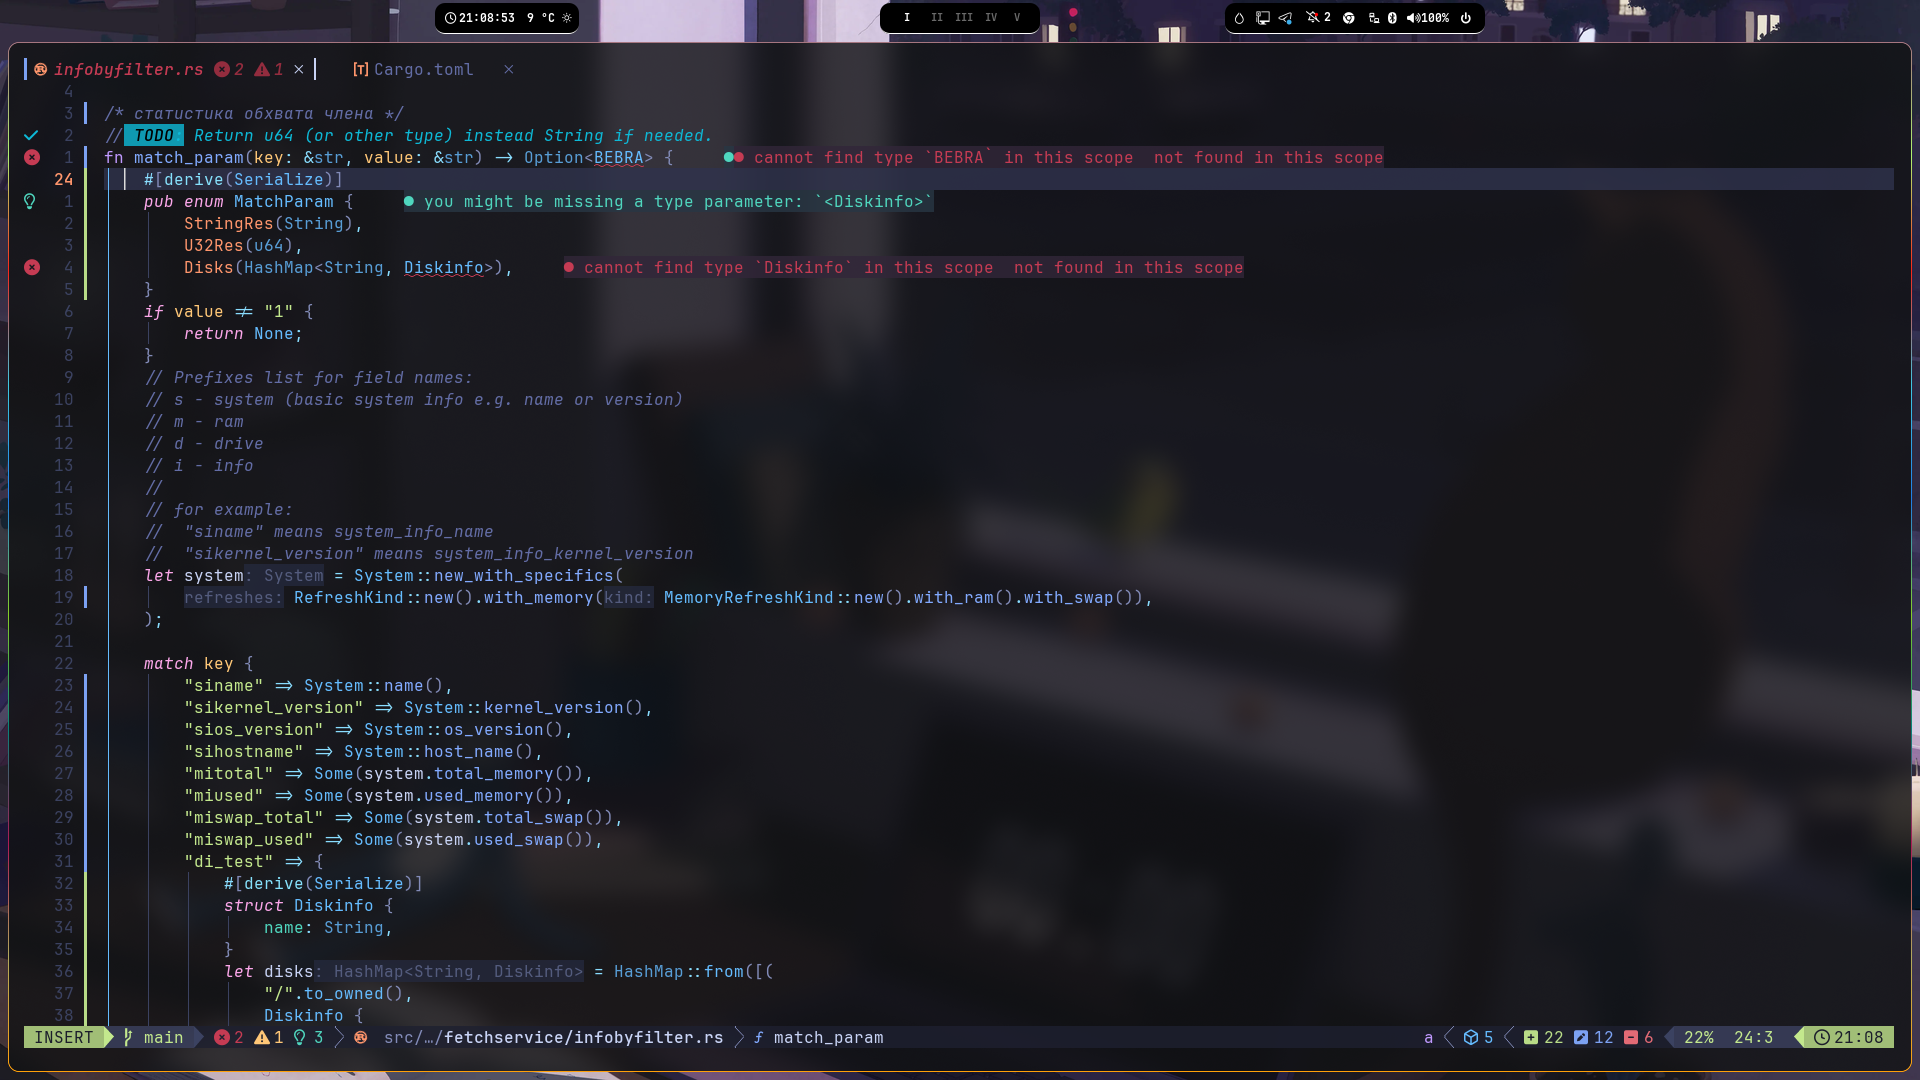 21:08:53 9 °C
I II III IV V
2 100%
infobyfilter.rs 2 1 × [T] Cargo.toml ×
4
3 /* статистика обхвата члена */
2 // TODO: Return u64 (or other type) instead String if needed.
1 fn match_param(key: &str, value: &str) -> Option<BEBRA> { cannot find type `BEBRA` in this scope  not found in this scope
24 #[derive(Serialize)]
1 pub enum MatchParam { you might be missing a type parameter: `<Diskinfo>`
2 StringRes(String),
3 U32Res(u64),
4 Disks(HashMap<String, Diskinfo>), cannot find type `Diskinfo` in this scope  not found in this scope
5 }
6 if value != "1" {
7 return None;
8 }
9 // Prefixes list for field names:
10 // s - system (basic system info e.g. name or version)
11 // m - ram
12 // d - drive
13 // i - info
14 //
15 // for example:
16 //  "siname" means system_info_name
17 //  "sikernel_version" means system_info_kernel_version
18 let system: System = System::new_with_specifics(
19 refreshes: RefreshKind::new().with_memory(kind: MemoryRefreshKind::new().with_ram().with_swap()),
20 );
21
22 match key {
23 "siname" => System::name(),
24 "sikernel_version" => System::kernel_version(),
25 "sios_version" => System::os_version(),
26 "sihostname" => System::host_name(),
27 "mitotal" => Some(system.total_memory()),
28 "miused" => Some(system.used_memory()),
29 "miswap_total" => Some(system.total_swap()),
30 "miswap_used" => Some(system.used_swap()),
31 "di_test" => {
32 #[derive(Serialize)]
33 struct Diskinfo {
34 name: String,
35 }
36 let disks: HashMap<String, Diskinfo> = HashMap::from([(
37 "/".to_owned(),
38 Diskinfo {
INSERT main 2 1 3 src/…/fetchservice/infobyfilter.rs f match_param a 5 22 12 6 22% 24:3 21:08